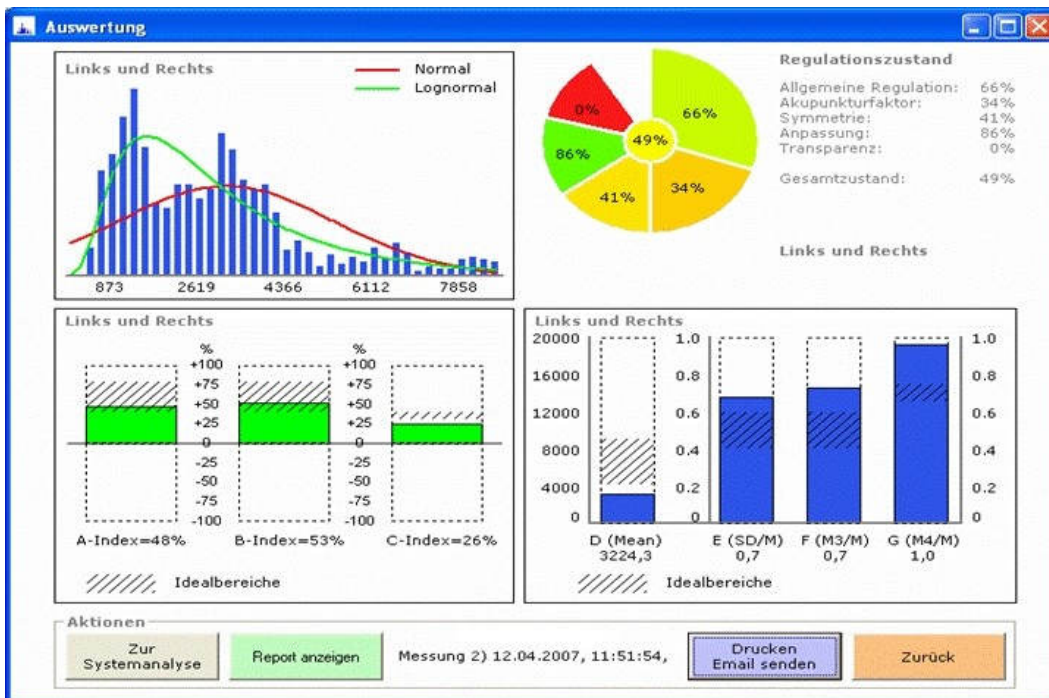 Auswertung
Links und Rechts
Normal
Lognormal
873 2619 4366 6112 7858
0%
66%
49%
86%
41%
34%
Regulationszustand
Allgemeine Regulation: 66%
Akupunkturfaktor: 34%
Symmetrie: 41%
Anpassung: 86%
Transparenz: 0%
Gesamtzustand: 49%
Links und Rechts
Links und Rechts
% %
+100 +100
+75 +75
+50 +50
+25 +25
0 0
-25 -25
-50 -50
-75 -75
-100 -100
A-Index=48% B-Index=53% C-Index=26%
Idealbereiche
Links und Rechts
20000 1.0 1.0
16000 0.8 0.8
12000 0.6 0.6
8000 0.4 0.4
4000 0.2 0.2
0 0 0
D (Mean) E (SD/M) F (M3/M) G (M4/M)
3224,3 0,7 0,7 1,0
Idealbereiche
Aktionen
Zur
Systemanalyse
Report anzeigen
Messung 2) 12.04.2007, 11:51:54,
Drucken
Email senden
Zurück